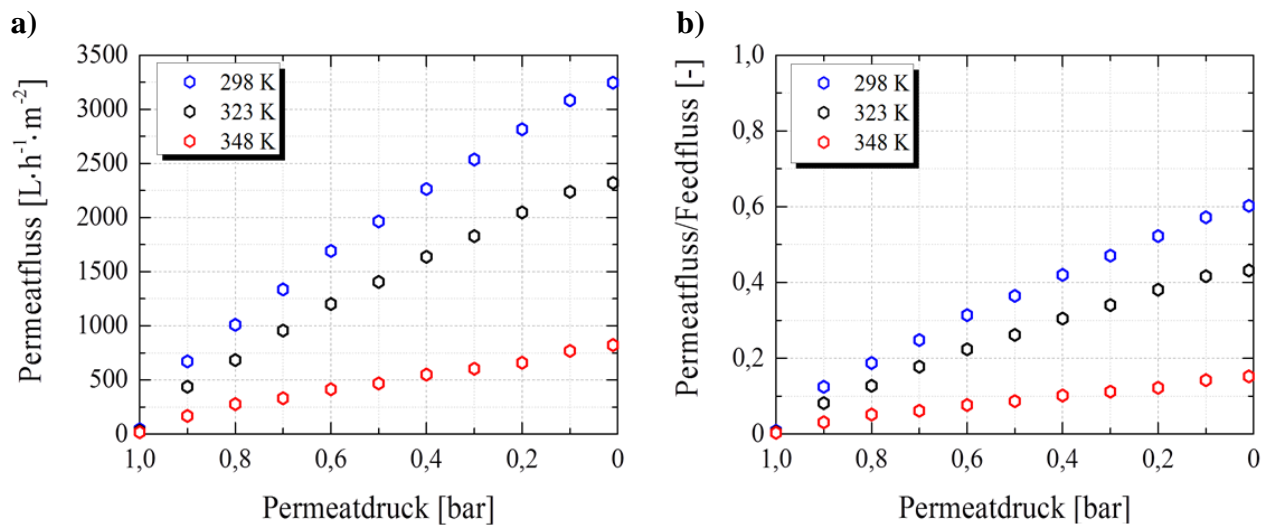 a)
Permeatfluss [L·h⁻¹·m⁻²]
3500
3000
2500
2000
1500
1000
500
0
298 K
323 K
348 K
1,0 0,8 0,6 0,4 0,2 0
Permeatdruck [bar]
b)
Permeatfluss/Feedfluss [-]
1,0
0,8
0,6
0,4
0,2
0
298 K
323 K
348 K
1,0 0,8 0,6 0,4 0,2 0
Permeatdruck [bar]